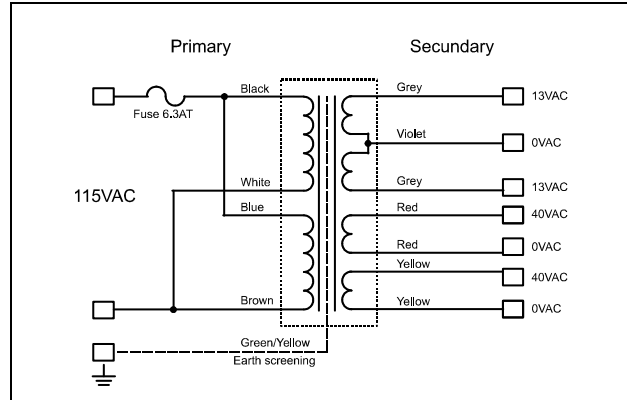 Primary
Secundary
Black
Grey
13VAC
Fuse 6.3AT
Violet
0VAC
White
Grey
13VAC
115VAC
Blue
Red
40VAC
Red
0VAC
Yellow
40VAC
Brown
Yellow
0VAC
Green/Yellow
Earth screening